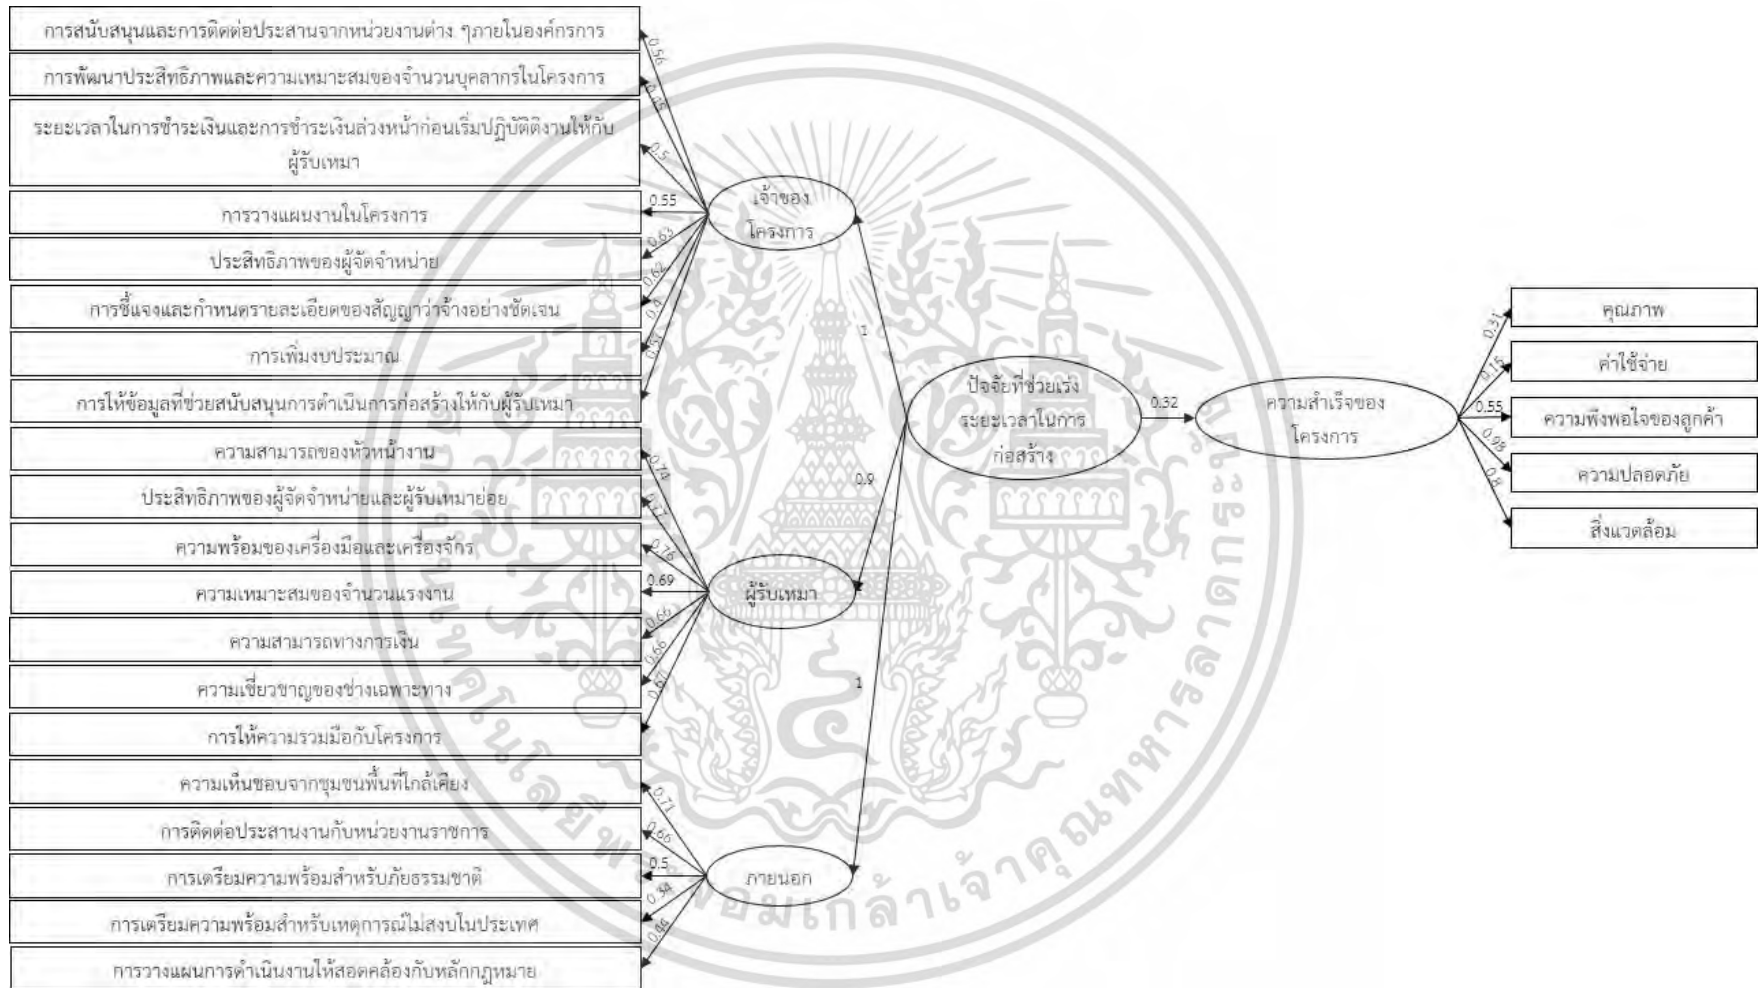 การสนับสนุนและการติดต่อประสานจากหน่วยงานต่าง ๆภายในองค์กรการ
0.56
การพัฒนาประสิทธิภาพและความเหมาะสมของจำนวนบุคลากรในโครงการ
0.45
ระยะเวลาในการชำระเงินและการชำระเงินล่วงหน้าก่อนเริ่มปฏิบัติติงานให้กับ
ผู้รับเหมา
0.5
การวางแผนงานในโครงการ
0.55
ประสิทธิภาพของผู้จัดจำหน่าย
0.63
การชี้แจงและกำหนดรายละเอียดของสัญญาว่าจ้างอย่างชัดเจน
0.62
การเพิ่มงบประมาณ
0.4
การให้ข้อมูลที่ช่วยสนับสนุนการดำเนินการก่อสร้างให้กับผู้รับเหมา
เจ้าของ
โครงการ
ความสามารถของหัวหน้างาน
0.74
ประสิทธิภาพของผู้จัดจำหน่ายและผู้รับเหมาย่อย
ความพร้อมของเครื่องมือและเครื่องจักร
0.76
ความเหมาะสมของจำนวนแรงงาน
0.69
ความสามารถทางการเงิน
0.66
ความเชี่ยวชาญของช่างเฉพาะทาง
0.66
การให้ความรวมมือกับโครงการ
0.67
ผู้รับเหมา
ความเห็นชอบจากชุมชนพื้นที่ใกล้เคียง
0.71
การติดต่อประสานงานกับหน่วยงานราชการ
0.66
การเตรียมความพร้อมสำหรับภัยธรรมชาติ
0.5
การเตรียมความพร้อมสำหรับเหตุการณ์ไม่สงบในประเทศ
0.34
การวางแผนการดำเนินงานให้สอดคล้องกับหลักกฎหมาย
0.44
ภายนอก
1
0.9
1
ปัจจัยที่ช่วยเร่ง
ระยะเวลาในการ
ก่อสร้าง
0.32
ความสำเร็จของ
โครงการ
0.31
คุณภาพ
0.15
ค่าใช้จ่าย
0.55
ความพึงพอใจของลูกค้า
0.98
ความปลอดภัย
0.8
สิ่งแวดล้อม